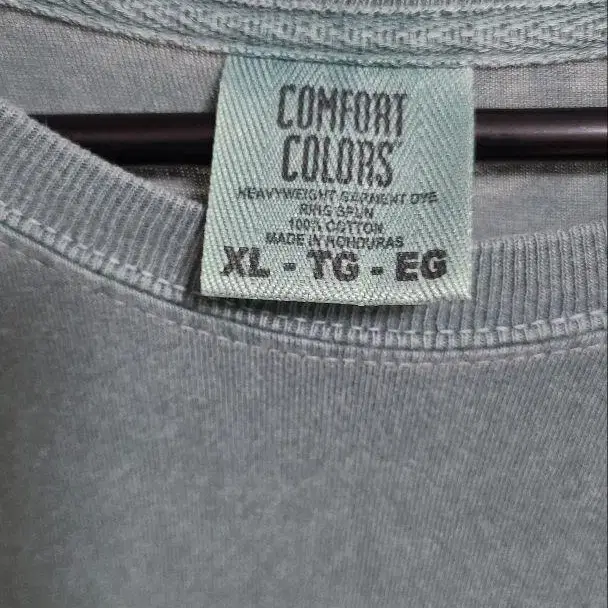 COMFORT
COLORS
HEAVYWEIGHT GARMENT DYE
RING SPUN
100% COTTON
MADE IN HONDURAS
XL - TG - EG